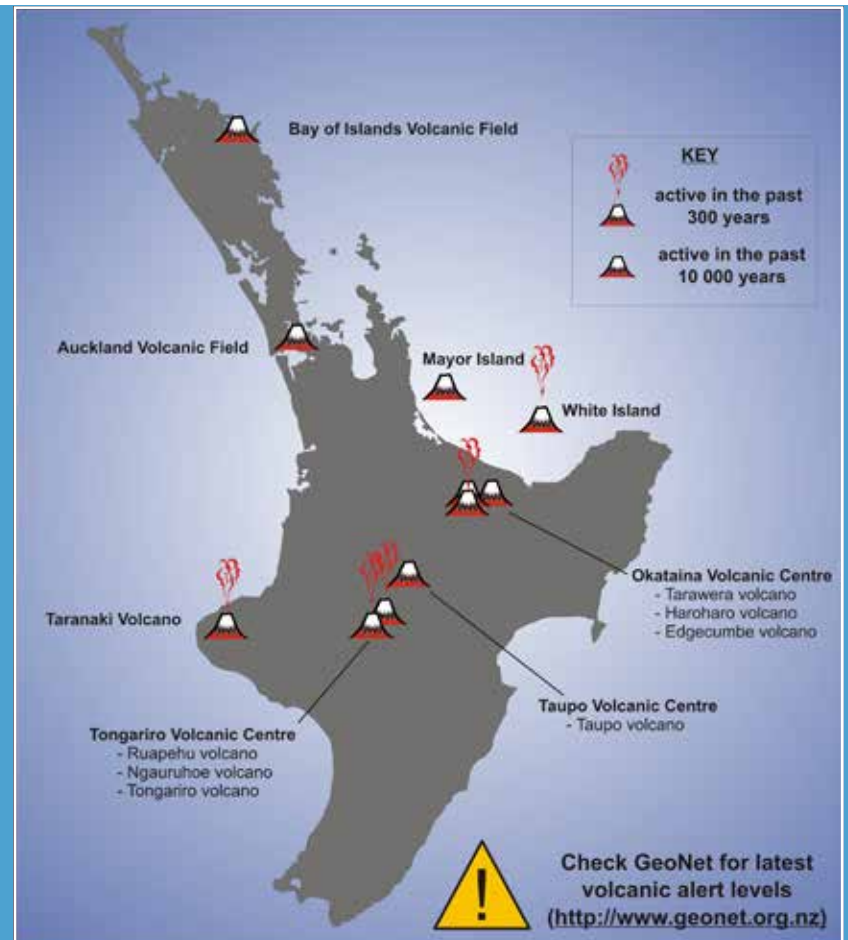 Bay of Islands Volcanic Field
KEY
active in the past
300 years
active in the past
10 000 years
Auckland Volcanic Field
Mayor Island
White Island
Okataina Volcanic Centre
- Tarawera volcano
- Haroharo volcano
- Edgecumbe volcano
Taranaki Volcano
Taupo Volcanic Centre
- Taupo volcano
Tongariro Volcanic Centre
- Ruapehu volcano
- Ngauruhoe volcano
- Tongariro volcano
!
Check GeoNet for latest
volcanic alert levels
(http://www.geonet.org.nz)